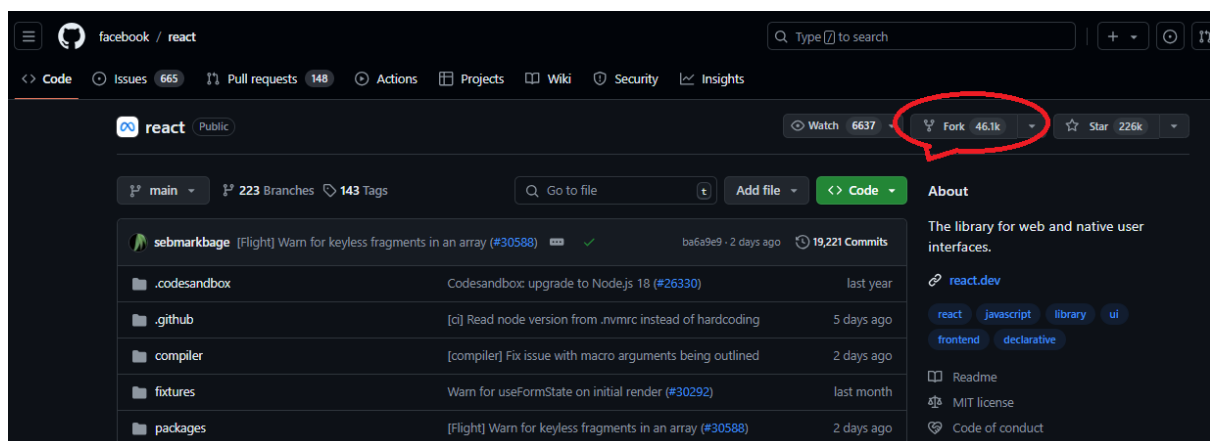 facebook / react
Type / to search
Code Issues 665 Pull requests 148 Actions Projects Wiki Security Insights
react Public Watch 6637 Fork 46.1k Star 226k
main 223 Branches 143 Tags Go to file t Add file Code
sebmarkbage [Flight] Warn for keyless fragments in an array (#30588) ba6a9e9 · 2 days ago 19,221 Commits
.codesandbox Codesandbox: upgrade to Node.js 18 (#26330) last year
.github [ci] Read node version from .nvmrc instead of hardcoding 5 days ago
compiler [compiler] Fix issue with macro arguments being outlined 2 days ago
fixtures Warn for useFormState on initial render (#30292) last month
packages [Flight] Warn for keyless fragments in an array (#30588) 2 days ago
About
The library for web and native user
interfaces.
react.dev
react javascript library ui
frontend declarative
Readme
MIT license
Code of conduct